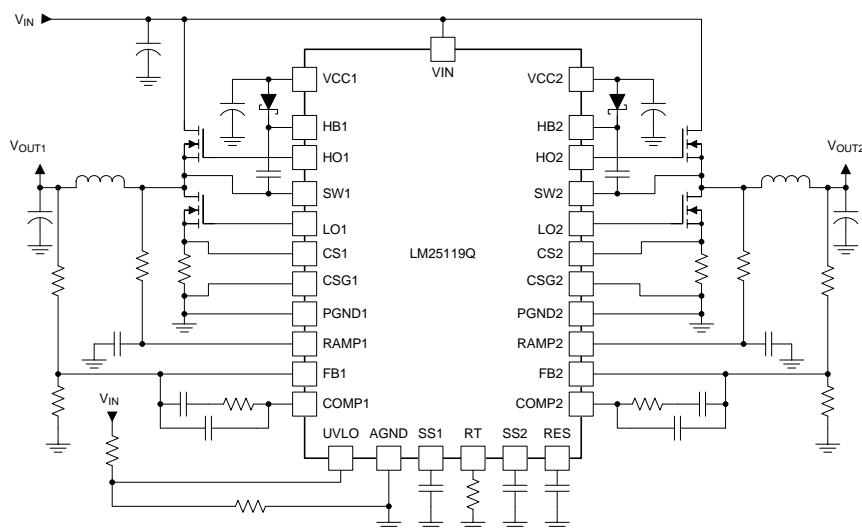 VIN
VIN
VCC1
VCC2
HB1
HB2
HO1
HO2
VOUT1
VOUT2
SW1
SW2
LO1
LO2
CS1
LM25119Q
CS2
CSG1
CSG2
PGND1
PGND2
RAMP1
RAMP2
FB1
FB2
VIN
COMP1
COMP2
UVLO
AGND
SS1
RT
SS2
RES